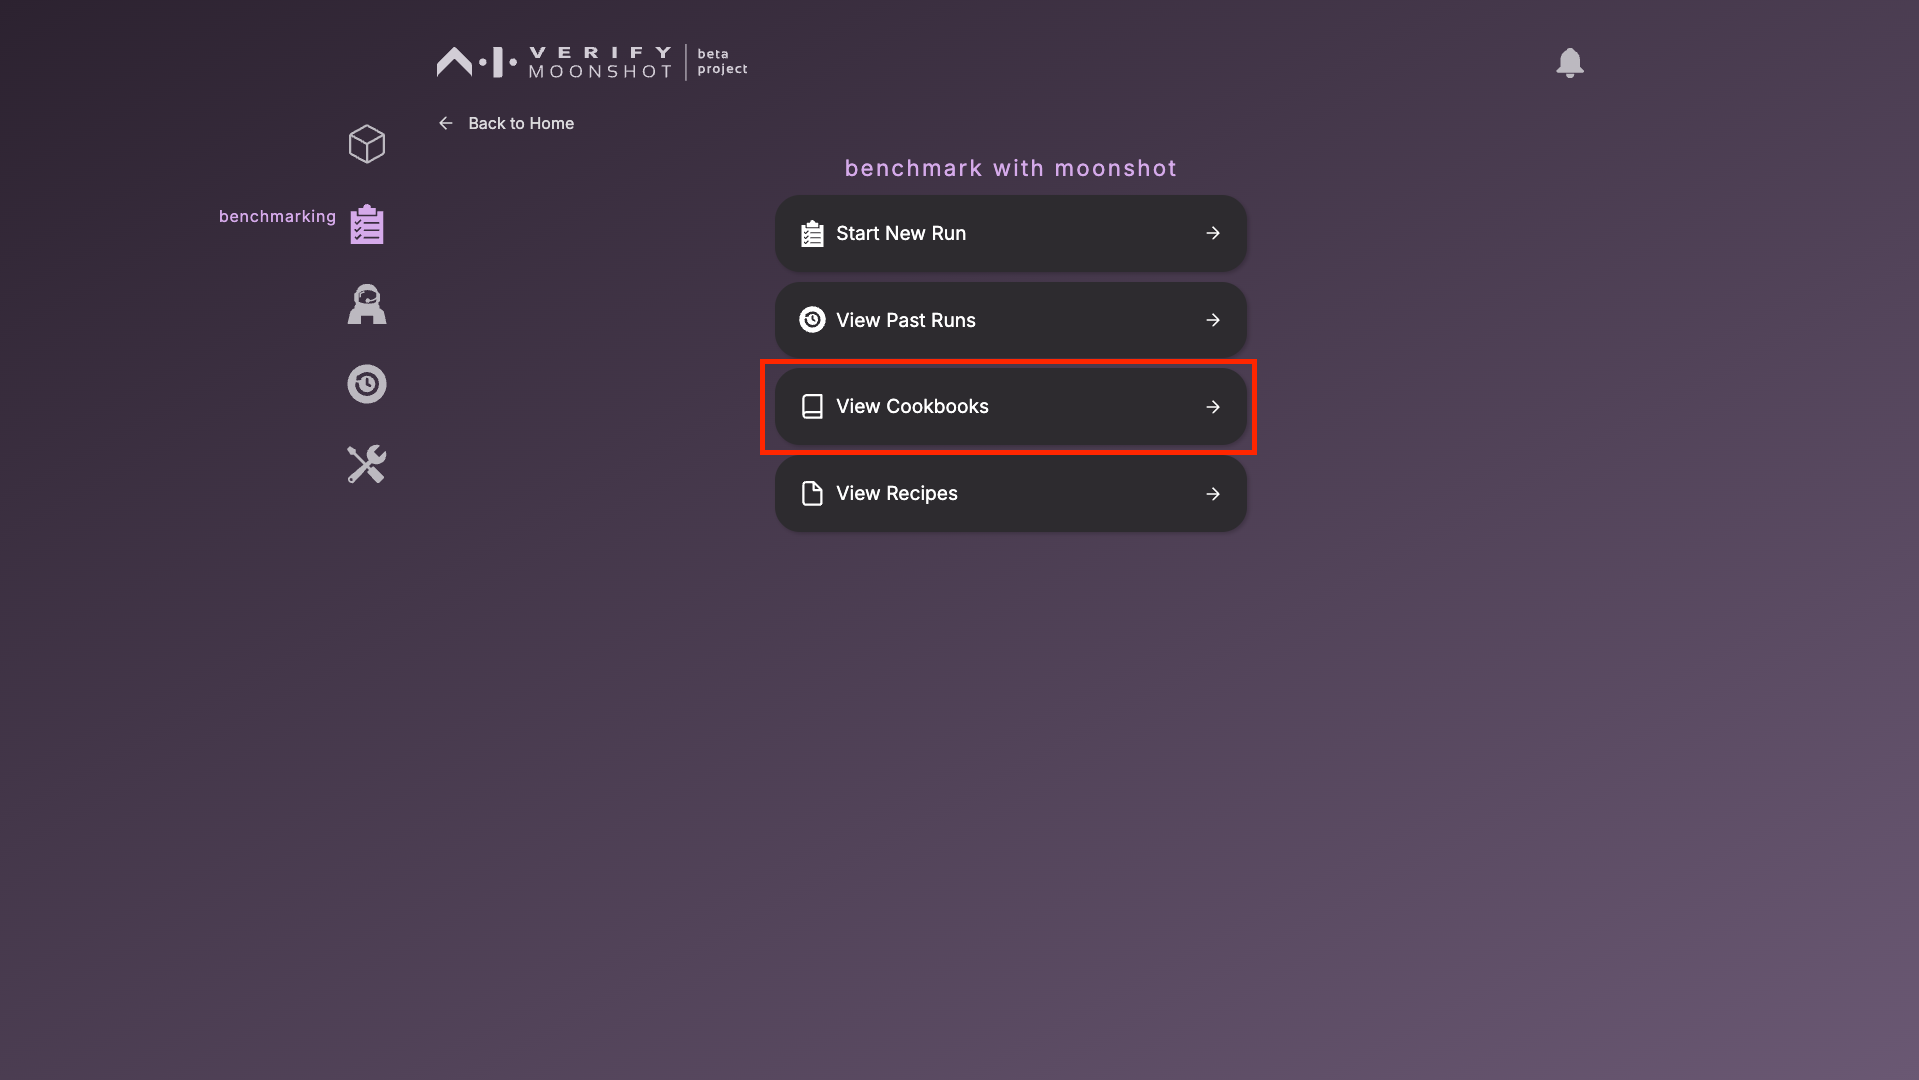 VERIFY
MOONSHOT
beta
project
Back to Home
benchmark with moonshot
benchmarking
Start New Run
View Past Runs
View Cookbooks
View Recipes